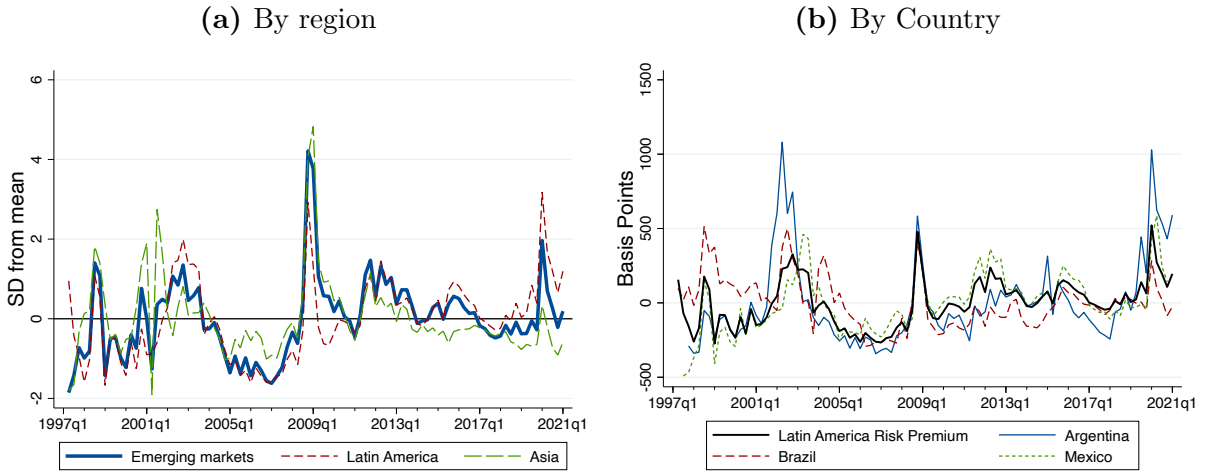 (a) By region
SD from mean
6
4
2
0
-2
1997q1 2001q1 2005q1 2009q1 2013q1 2017q1 2021q1
Emerging markets Latin America Asia
(b) By Country
Basis Points
1500
1000
500
0
-500
1997q1 2001q1 2005q1 2009q1 2013q1 2017q1 2021q1
Latin America Risk Premium Argentina
Brazil Mexico